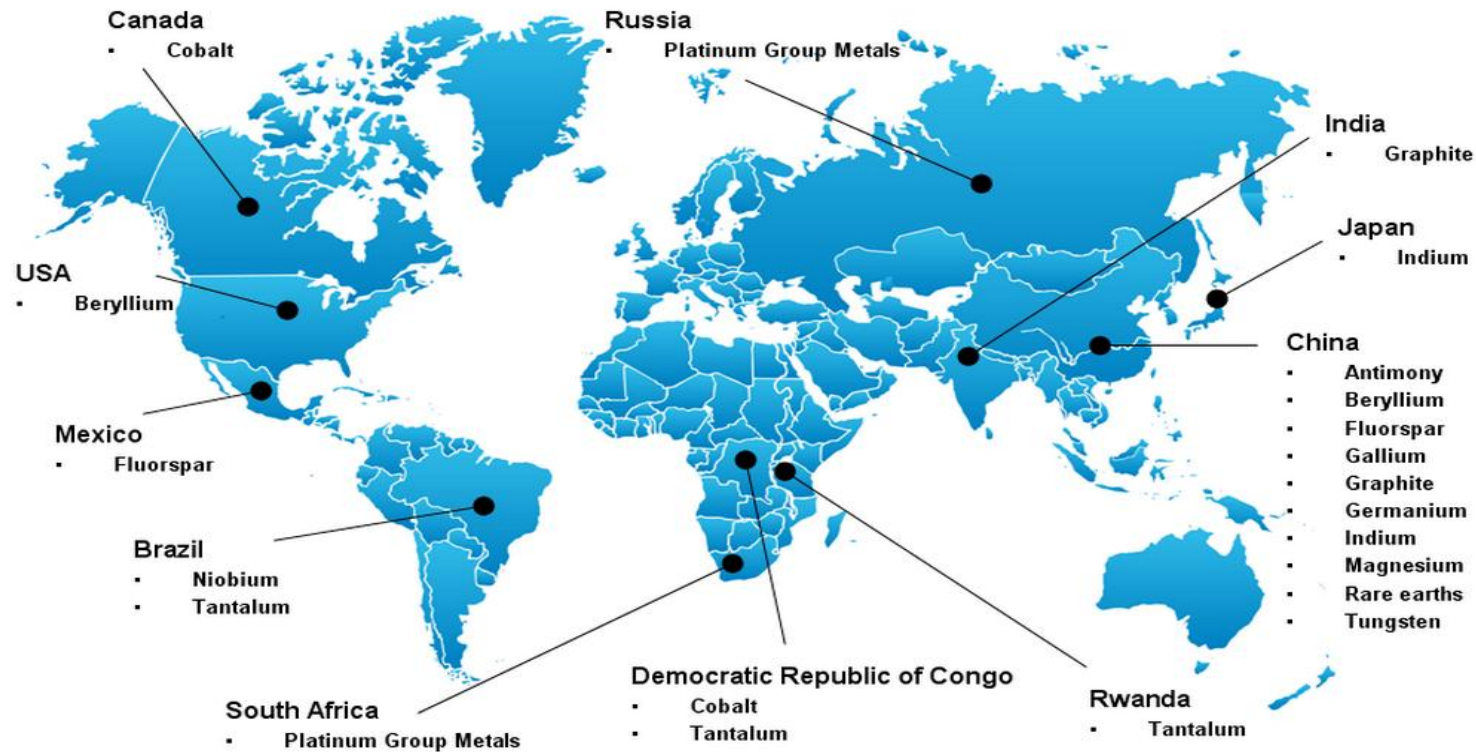 Canada
▪ Cobalt
Russia
▪ Platinum Group Metals
India
▪ Graphite
Japan
▪ Indium
USA
▪ Beryllium
China
▪ Antimony
▪ Beryllium
▪ Fluorspar
▪ Gallium
▪ Graphite
▪ Germanium
▪ Indium
▪ Magnesium
▪ Rare earths
▪ Tungsten
Mexico
▪ Fluorspar
Brazil
▪ Niobium
▪ Tantalum
South Africa
▪ Platinum Group Metals
Democratic Republic of Congo
▪ Cobalt
▪ Tantalum
Rwanda
▪ Tantalum